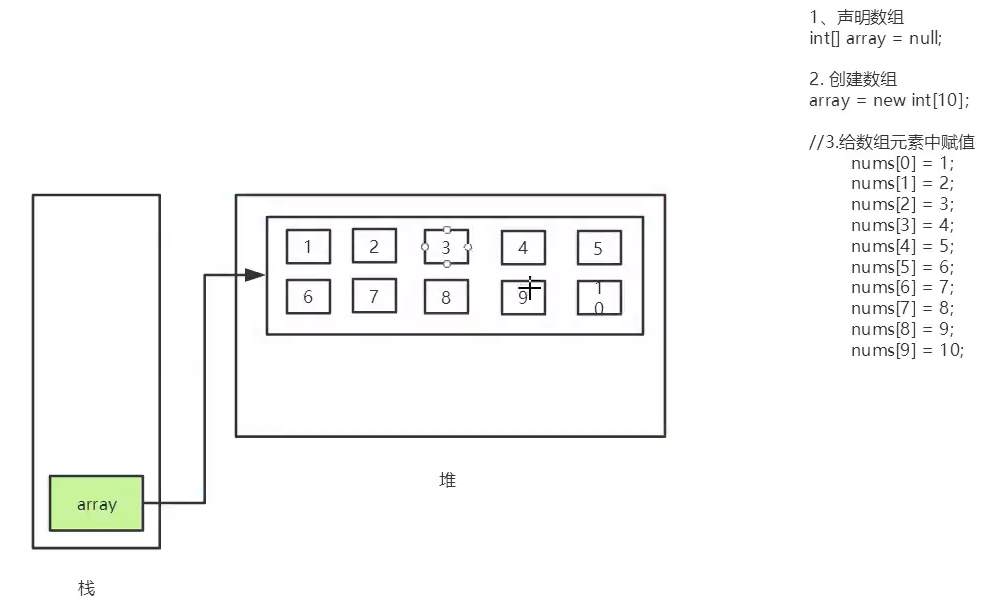 1、声明数组
int[] array = null;
2. 创建数组
array = new int[10];
//3.给数组元素中赋值
nums[0] = 1;
nums[1] = 2;
nums[2] = 3;
nums[3] = 4;
nums[4] = 5;
nums[5] = 6;
nums[6] = 7;
nums[7] = 8;
nums[8] = 9;
nums[9] = 10;
1 2 3 4 5
6 7 8 9 10
array
堆
栈